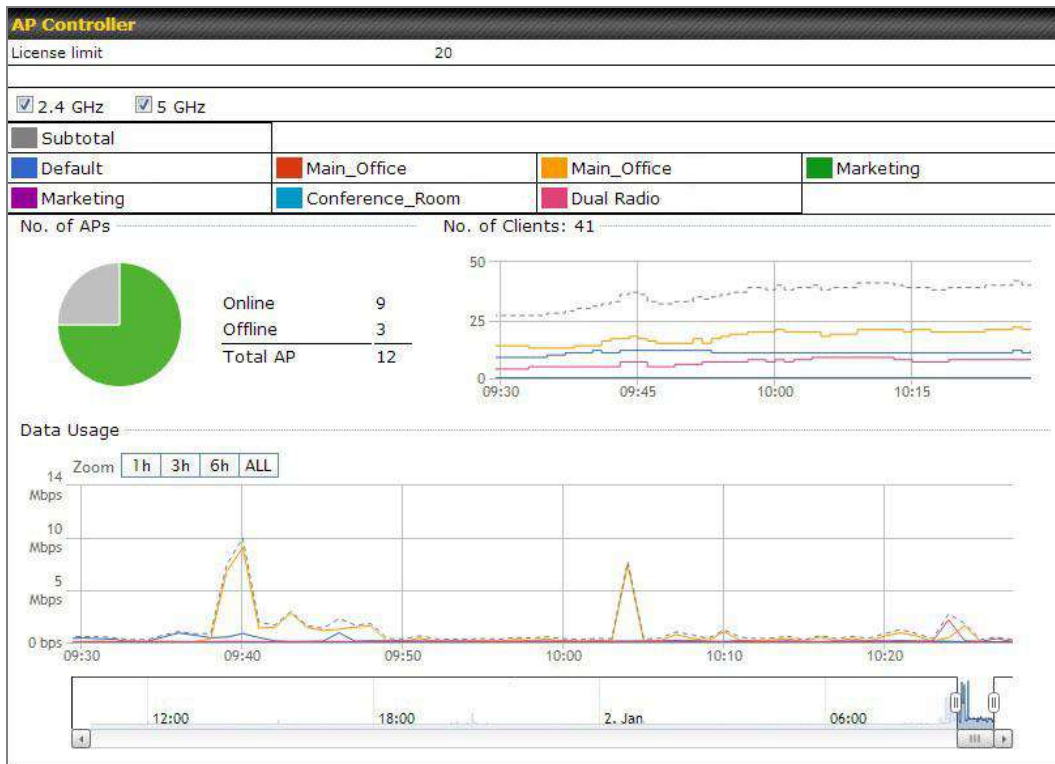 AP Controller
License limit 20
2.4 GHz 5 GHz
Subtotal
Default Main_Office Main_Office Marketing
Marketing Conference_Room Dual Radio
No. of APs No. of Clients: 41
Online 9
Offline 3
Total AP 12
50
25
0
09:30 09:45 10:00 10:15
Data Usage
Zoom 1h 3h 6h ALL
14
Mbps
10
Mbps
5
Mbps
0 bps
09:30 09:40 09:50 10:00 10:10 10:20
12:00 18:00 2. Jan 06:00